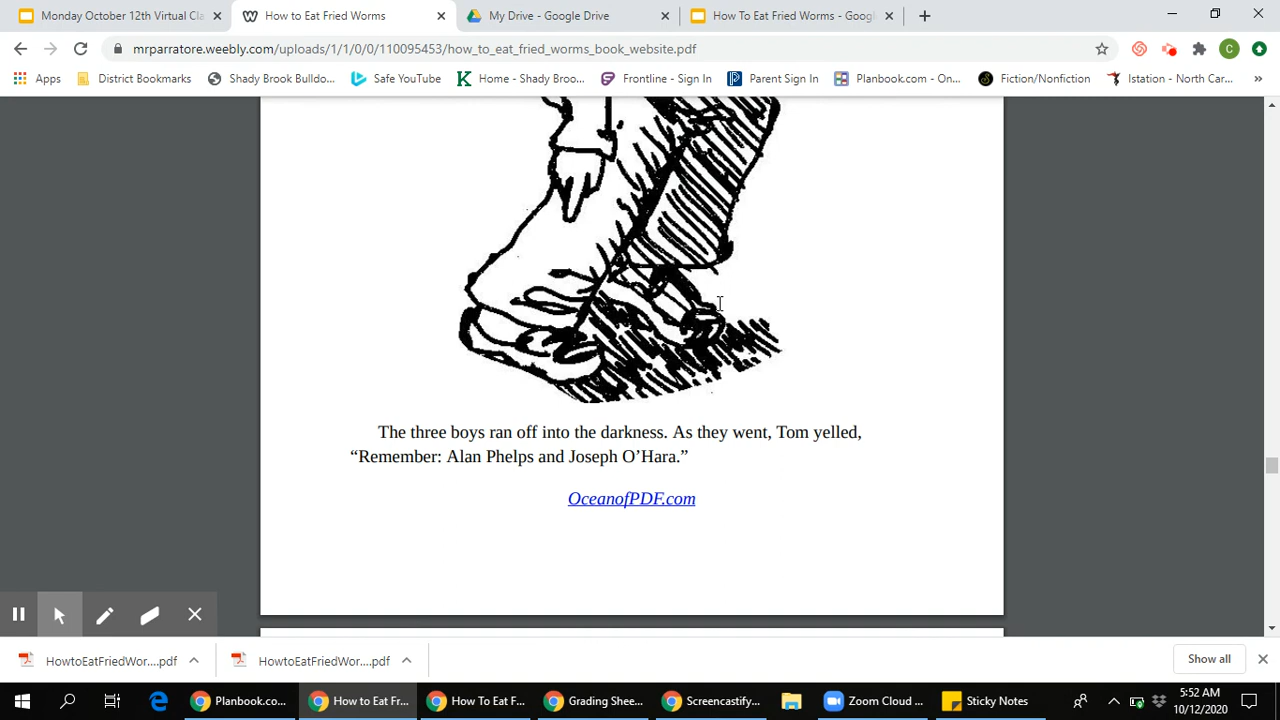 Monday October 12th Virtual Cla
How to Eat Fried Worms
My Drive - Google Drive
How To Eat Fried Worms - Googl
mrparratore.weebly.com/uploads/1/1/0/0/110095453/how_to_eat_fried_worms_book_website.pdf
C
Apps
District Bookmarks
Shady Brook Bulldo...
Safe YouTube
Home - Shady Broo...
Frontline - Sign In
Parent Sign In
Planbook.com - On...
Fiction/Nonfiction
Istation - North Car...
The three boys ran off into the darkness. As they went, Tom yelled,
“Remember: Alan Phelps and Joseph O’Hara.”
OceanofPDF.com
HowtoEatFriedWor....pdf
HowtoEatFriedWor....pdf
Show all
Planbook.co...
How to Eat Fr...
How To Eat F...
Grading Shee...
Screencastify...
Zoom Cloud ...
Sticky Notes
5:52 AM
10/12/2020